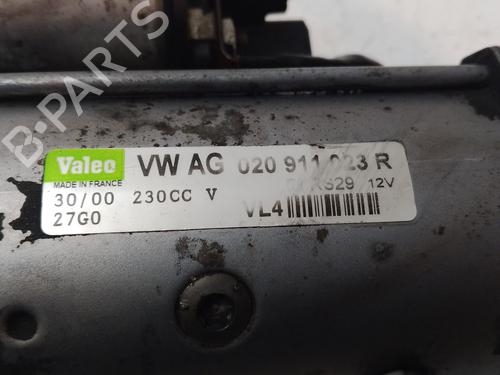 B-PARTS
Valeo VW AG 020 911 023 R
MADE IN FRANCE
30/00 230CC V 12V
27G0 VL4